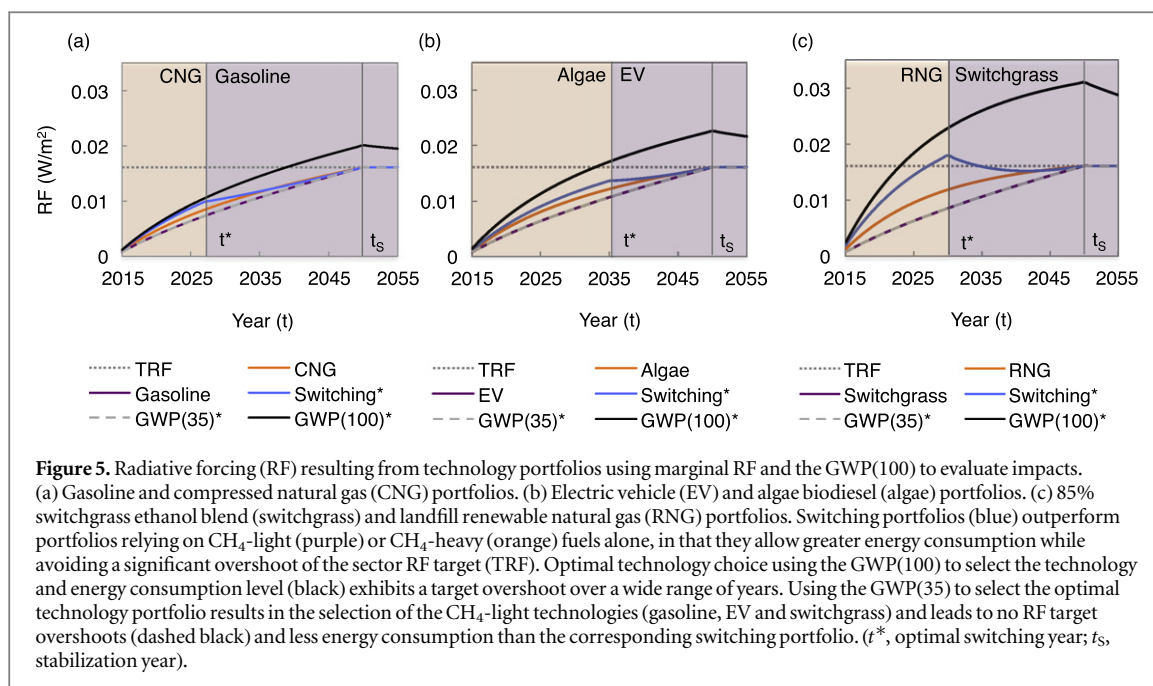 (a)
(b)
(c)
CNG Gasoline
Algae EV
RNG Switchgrass
RF (W/m²)
0.03
0.02
0.01
0
t*
tS
2015 2025 2035 2045 2055
Year (t)
0.03
0.02
0.01
0
t*
tS
2015 2025 2035 2045 2055
Year (t)
0.03
0.02
0.01
0
t*
tS
2015 2025 2035 2045 2055
Year (t)
TRF CNG
Gasoline Switching*
GWP(35)* GWP(100)*
TRF Algae
EV Switching*
GWP(35)* GWP(100)*
TRF RNG
Switchgrass Switching*
GWP(35)* GWP(100)*
Figure 5. Radiative forcing (RF) resulting from technology portfolios using marginal RF and the GWP(100) to evaluate impacts.
(a) Gasoline and compressed natural gas (CNG) portfolios. (b) Electric vehicle (EV) and algae biodiesel (algae) portfolios. (c) 85%
switchgrass ethanol blend (switchgrass) and landfill renewable natural gas (RNG) portfolios. Switching portfolios (blue) outperform
portfolios relying on CH₄-light (purple) or CH₄-heavy (orange) fuels alone, in that they allow greater energy consumption while
avoiding a significant overshoot of the sector RF target (TRF). Optimal technology choice using the GWP(100) to select the technology
and energy consumption level (black) exhibits a target overshoot over a wide range of years. Using the GWP(35) to select the optimal
technology portfolio results in the selection of the CH₄-light technologies (gasoline, EV and switchgrass) and leads to no RF target
overshoots (dashed black) and less energy consumption than the corresponding switching portfolio. (t*, optimal switching year; tS,
stabilization year).